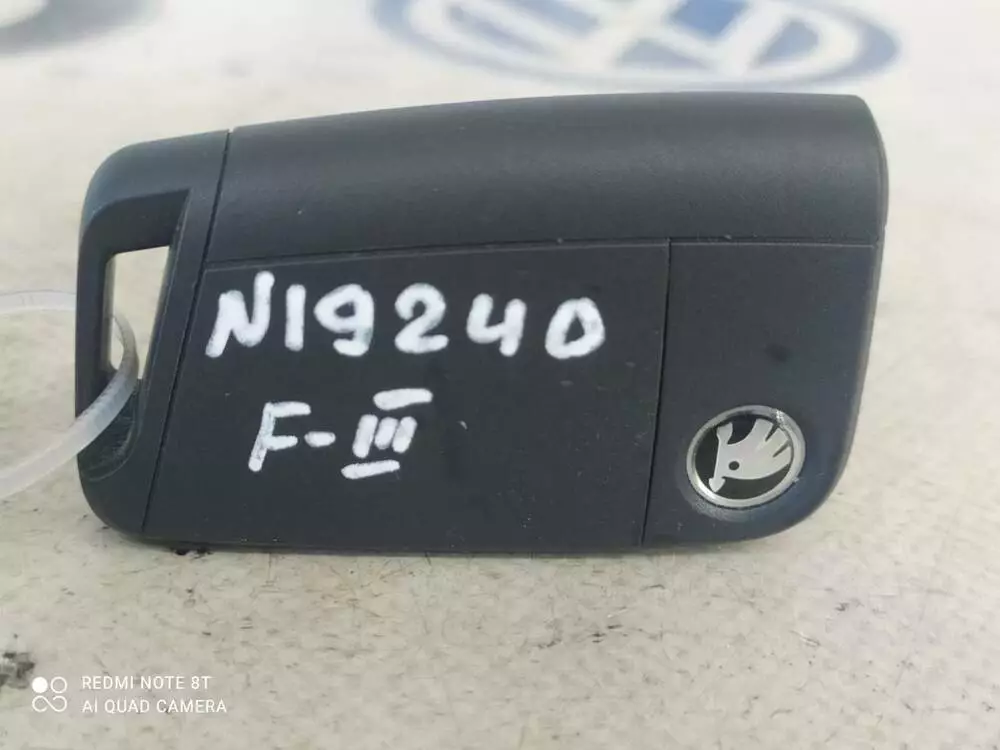 N19240
F-III
REDMI NOTE 8T
AI QUAD CAMERA